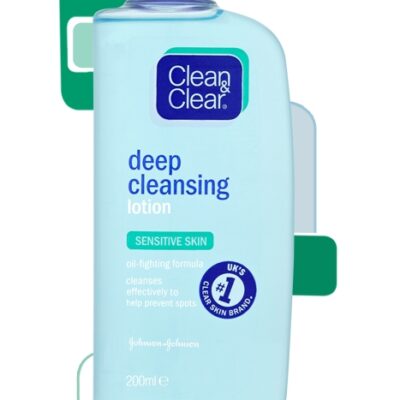 Clean &
Clear®
deep
cleansing
lotion
SENSITIVE SKIN
oil-fighting formula
cleanses
effectively to
help prevent spots
UK'S
#1
CLEAR SKIN BRAND*
Johnson & Johnson
200ml e